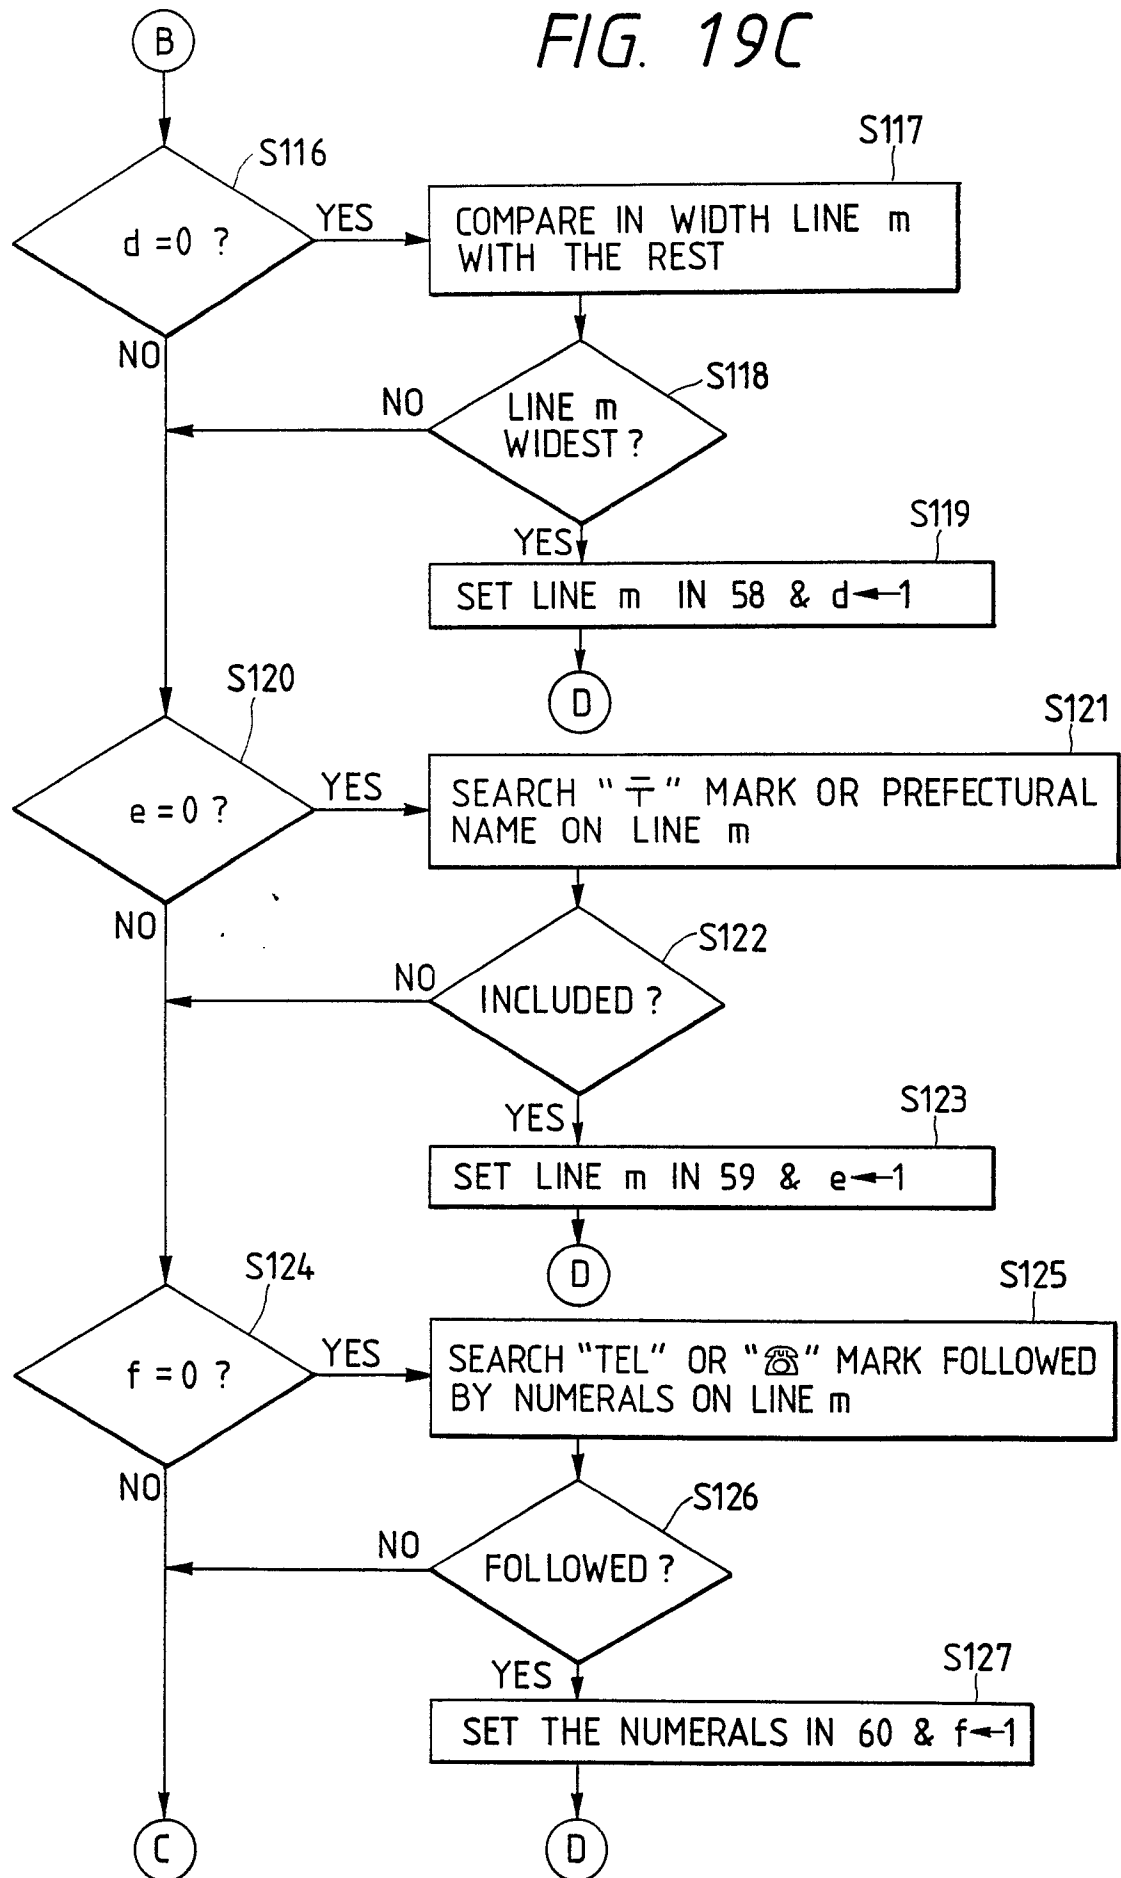 FIG. 19C
B
S116
d=0 ?
YES
NO
S117
COMPARE IN WIDTH LINE m
WITH THE REST
S118
LINE m
WIDEST ?
NO
YES
S119
SET LINE m IN 58 & d←1
D
S120
e=0 ?
YES
NO
S121
SEARCH "〒" MARK OR PREFECTURAL
NAME ON LINE m
S122
INCLUDED ?
NO
YES
S123
SET LINE m IN 59 & e←1
D
S124
f=0 ?
YES
NO
S125
SEARCH "TEL" OR "☎" MARK FOLLOWED
BY NUMERALS ON LINE m
S126
FOLLOWED ?
NO
YES
S127
SET THE NUMERALS IN 60 & f←1
C
D